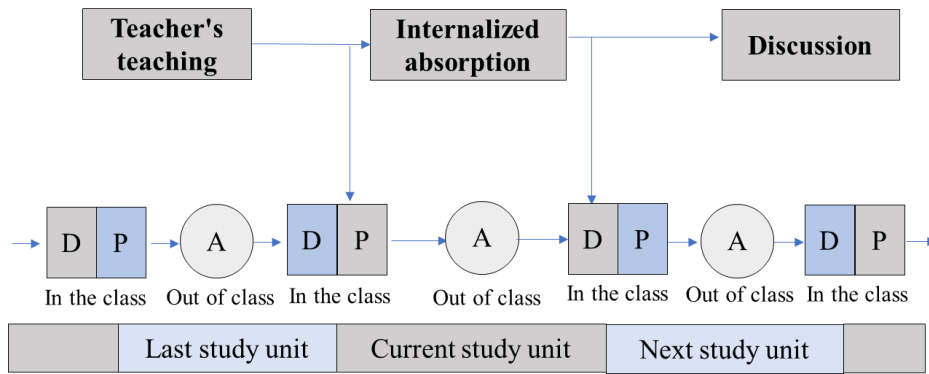 Teacher's
teaching
Internalized
absorption
Discussion
D P
A
D P
A
D P
A
D P
In the class
Out of class
In the class
Out of class
In the class
Out of class
In the class
Last study unit
Current study unit
Next study unit